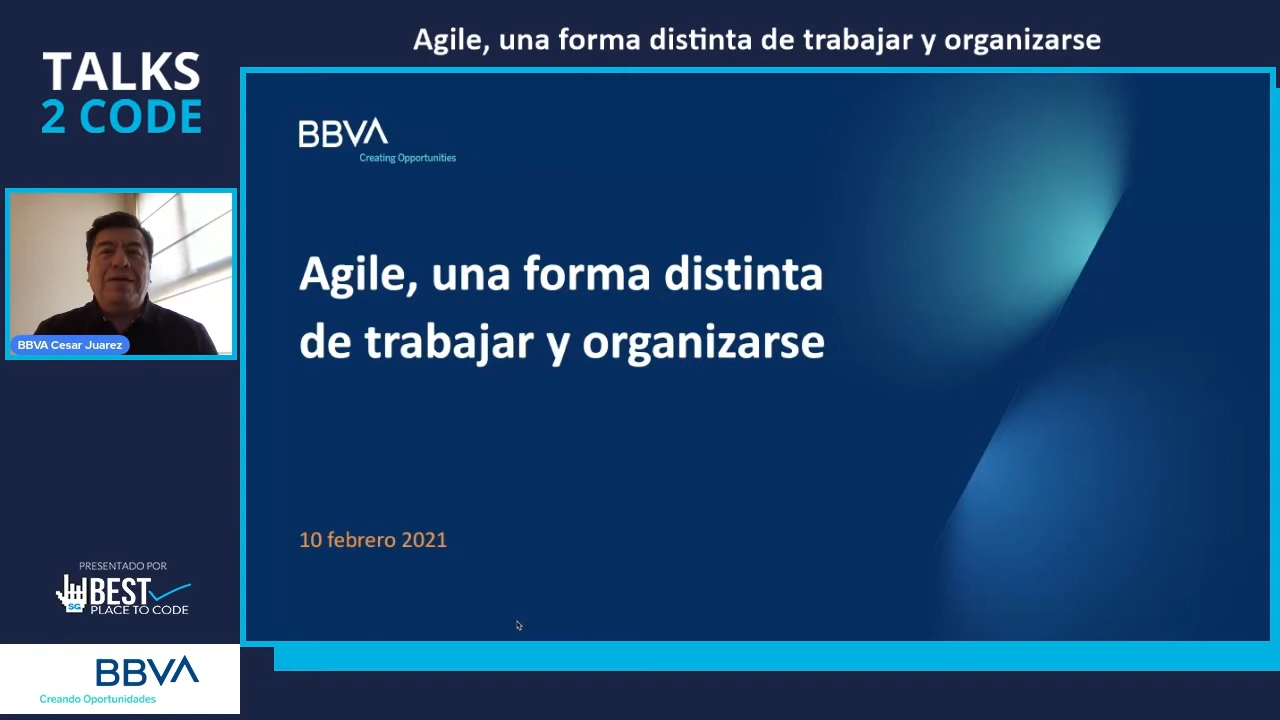 Agile, una forma distinta de trabajar y organizarse
TALKS
2 CODE
BBVA
Creating Opportunities
Agile, una forma distinta
de trabajar y organizarse
BBVA Cesar Juarez
10 febrero 2021
PRESENTADO POR
SG
BEST
PLACE TO CODE
BBVA
Creando Oportunidades